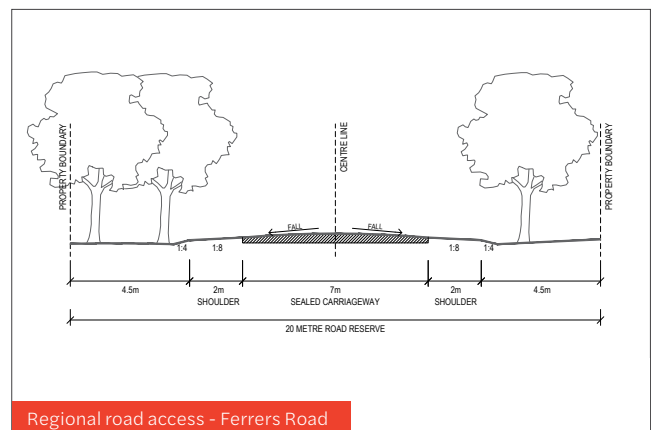 PROPERTY BOUNDARY
CENTRE LINE
PROPERTY BOUNDARY
FALL
FALL
1:4
1:8
1:8
1:4
4.5m
2m
7m
2m
4.5m
SHOULDER
SEALED CARRIAGEWAY
SHOULDER
20 METRE ROAD RESERVE
Regional road access - Ferrers Road